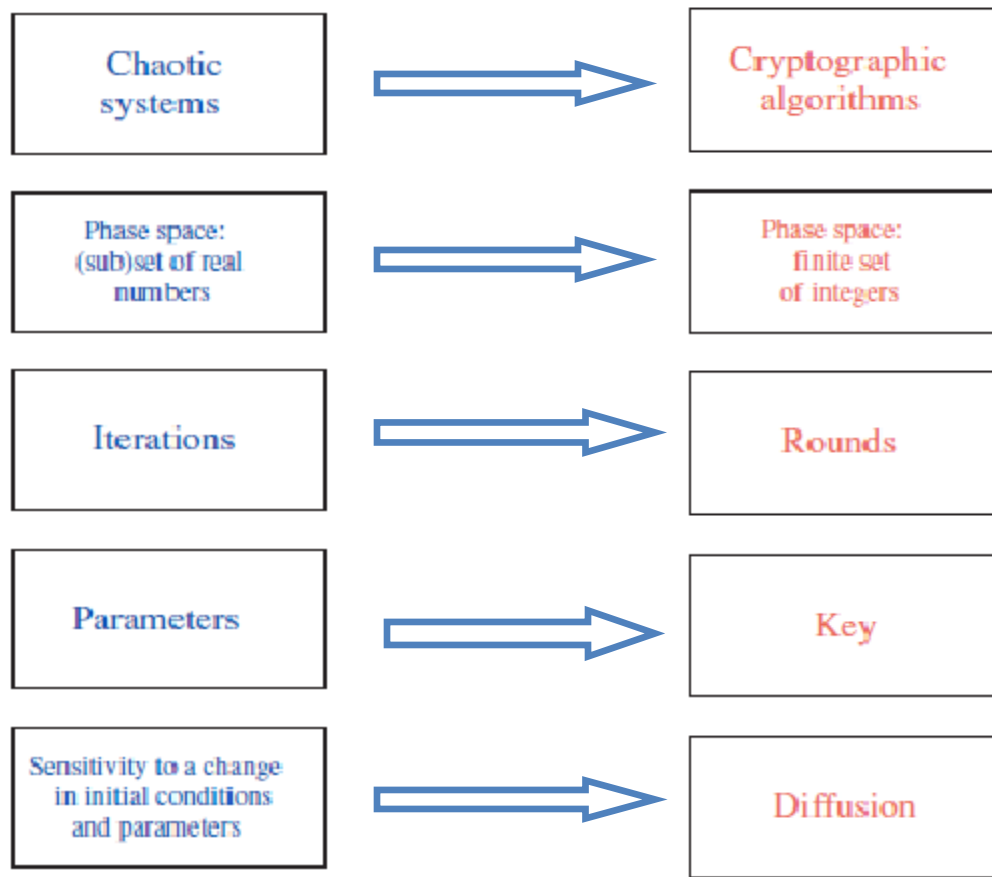 Chaotic
systems
Cryptographic
algorithms
Phase space:
(sub)set of real
numbers
Phase space:
finite set
of integers
Iterations
Rounds
Parameters
Key
Sensitivity to a change
in initial conditions
and parameters
Diffusion